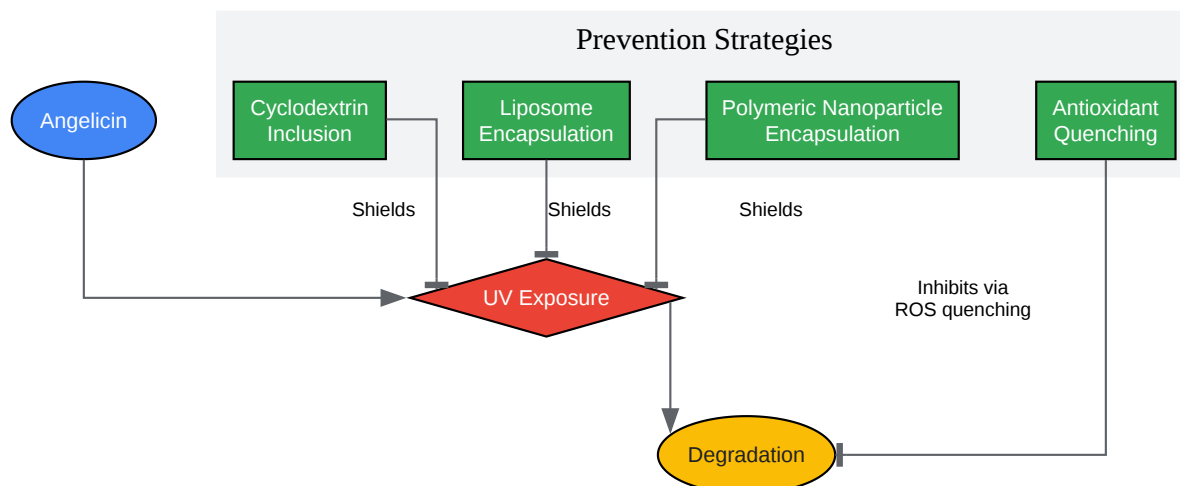 Prevention Strategies
Angelicin
Cyclodextrin
Inclusion
Liposome
Encapsulation
Polymeric Nanoparticle
Encapsulation
Antioxidant
Quenching
Shields
Shields
Shields
UV Exposure
Inhibits via
ROS quenching
Degradation